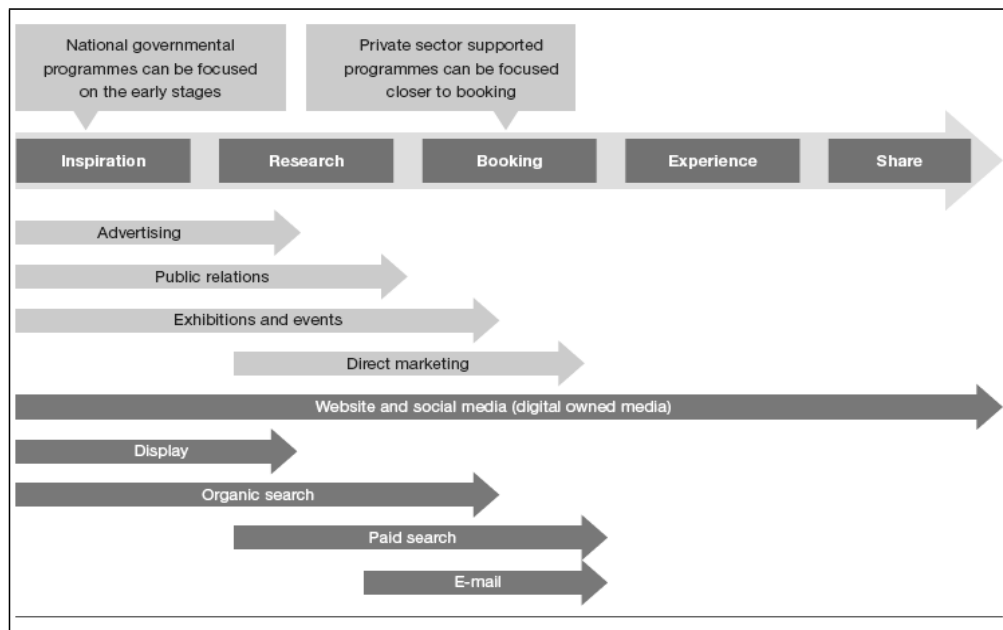 National governmental
programmes can be focused
on the early stages
Private sector supported
programmes can be focused
closer to booking
Inspiration
Research
Booking
Experience
Share
Advertising
Public relations
Exhibitions and events
Direct marketing
Website and social media (digital owned media)
Display
Organic search
Paid search
E-mail